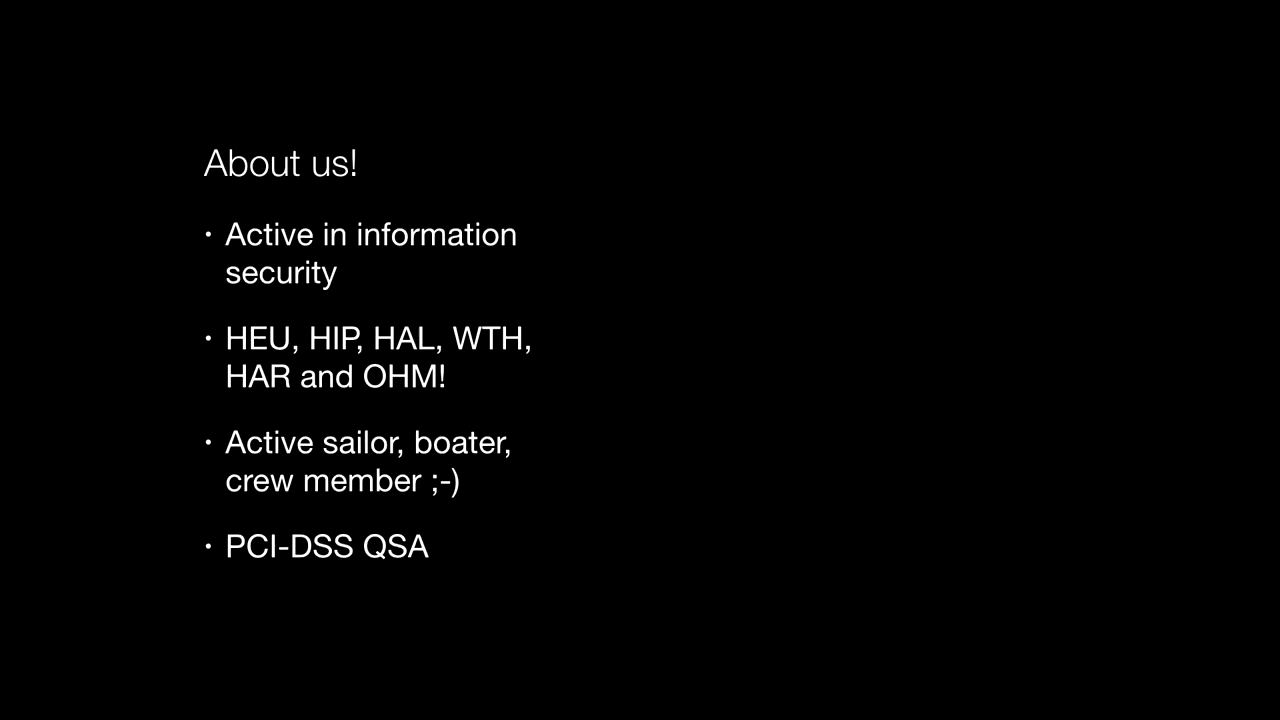 About us!
• Active in information
security
• HEU, HIP, HAL, WTH,
HAR and OHM!
• Active sailor, boater,
crew member ;-)
• PCI-DSS QSA